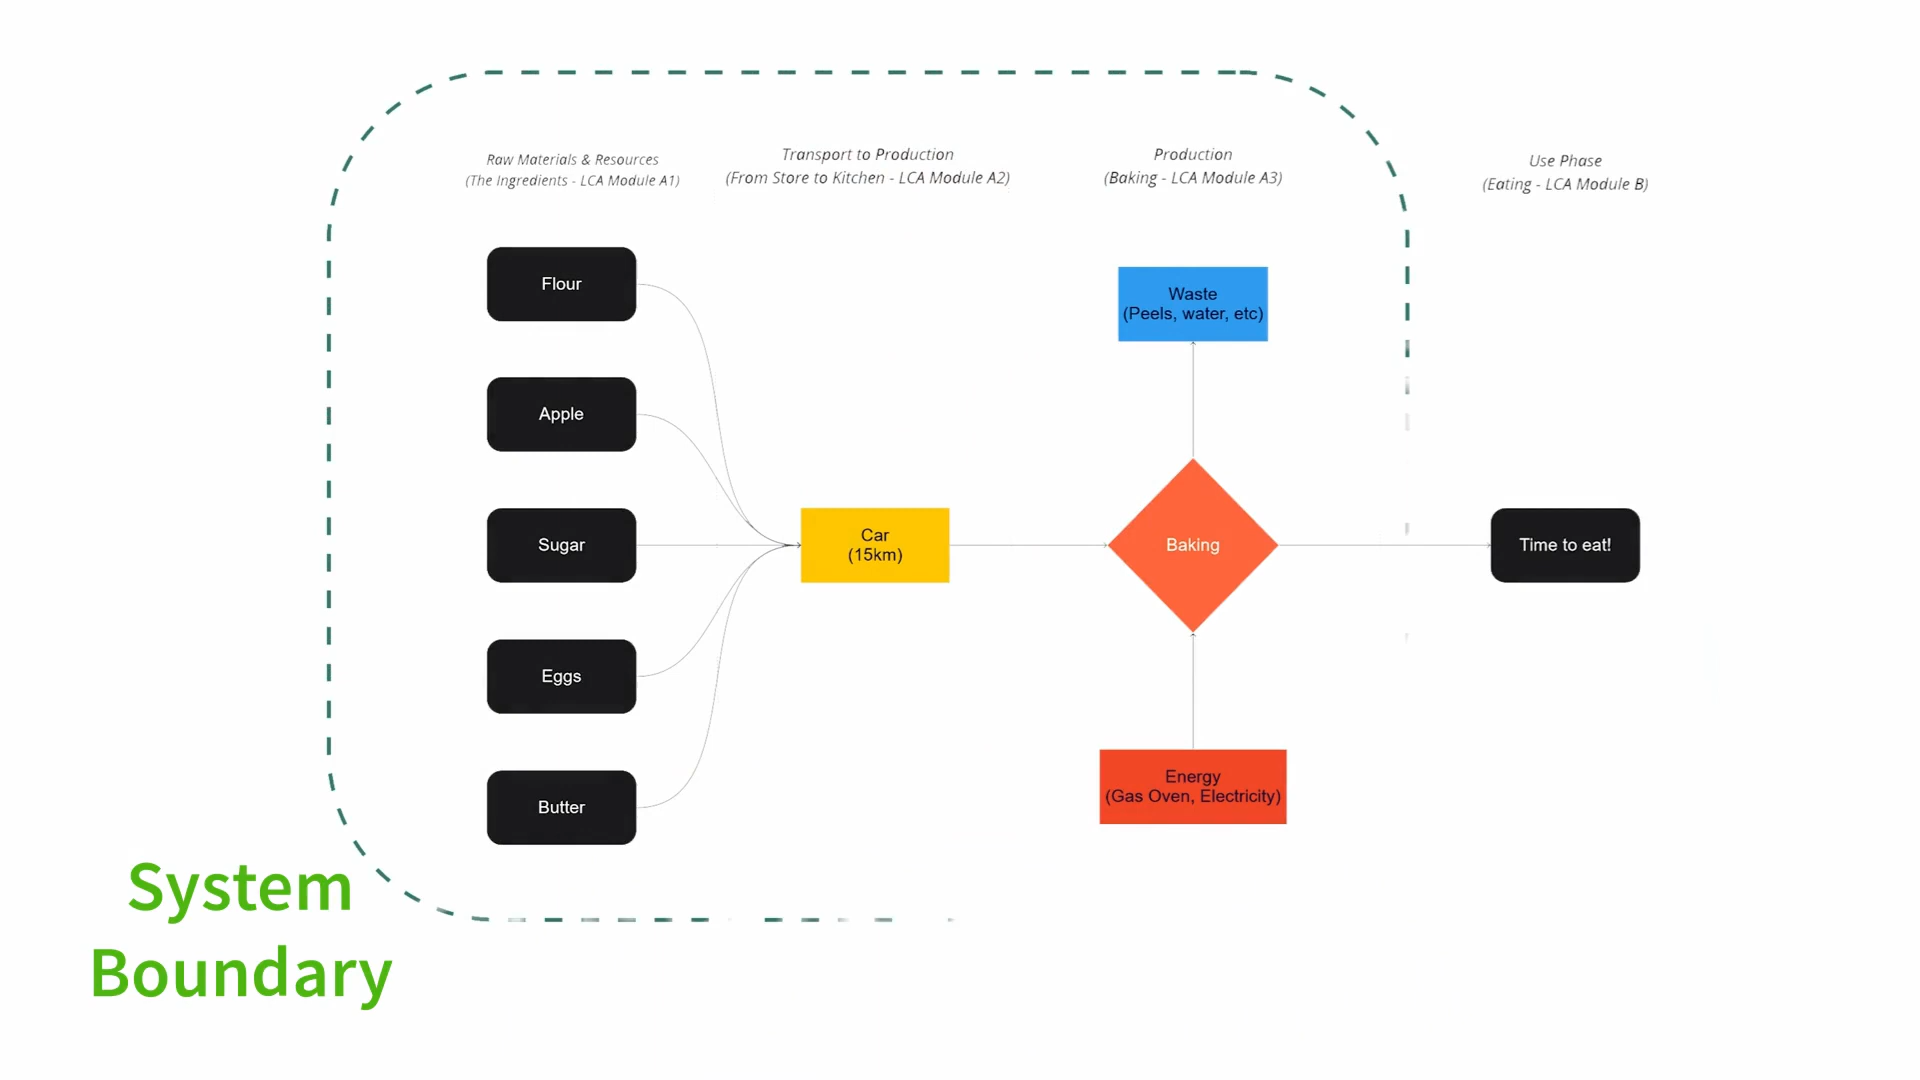 Raw Materials & Resources
(The Ingredients - LCA Module A1)
Transport to Production
(From Store to Kitchen - LCA Module A2)
Production
(Baking - LCA Module A3)
Use Phase
(Eating - LCA Module B)
Flour
Apple
Sugar
Eggs
Butter
Car
(15km)
Waste
(Peels, water, etc)
Baking
Energy
(Gas Oven, Electricity)
Time to eat!
System
Boundary